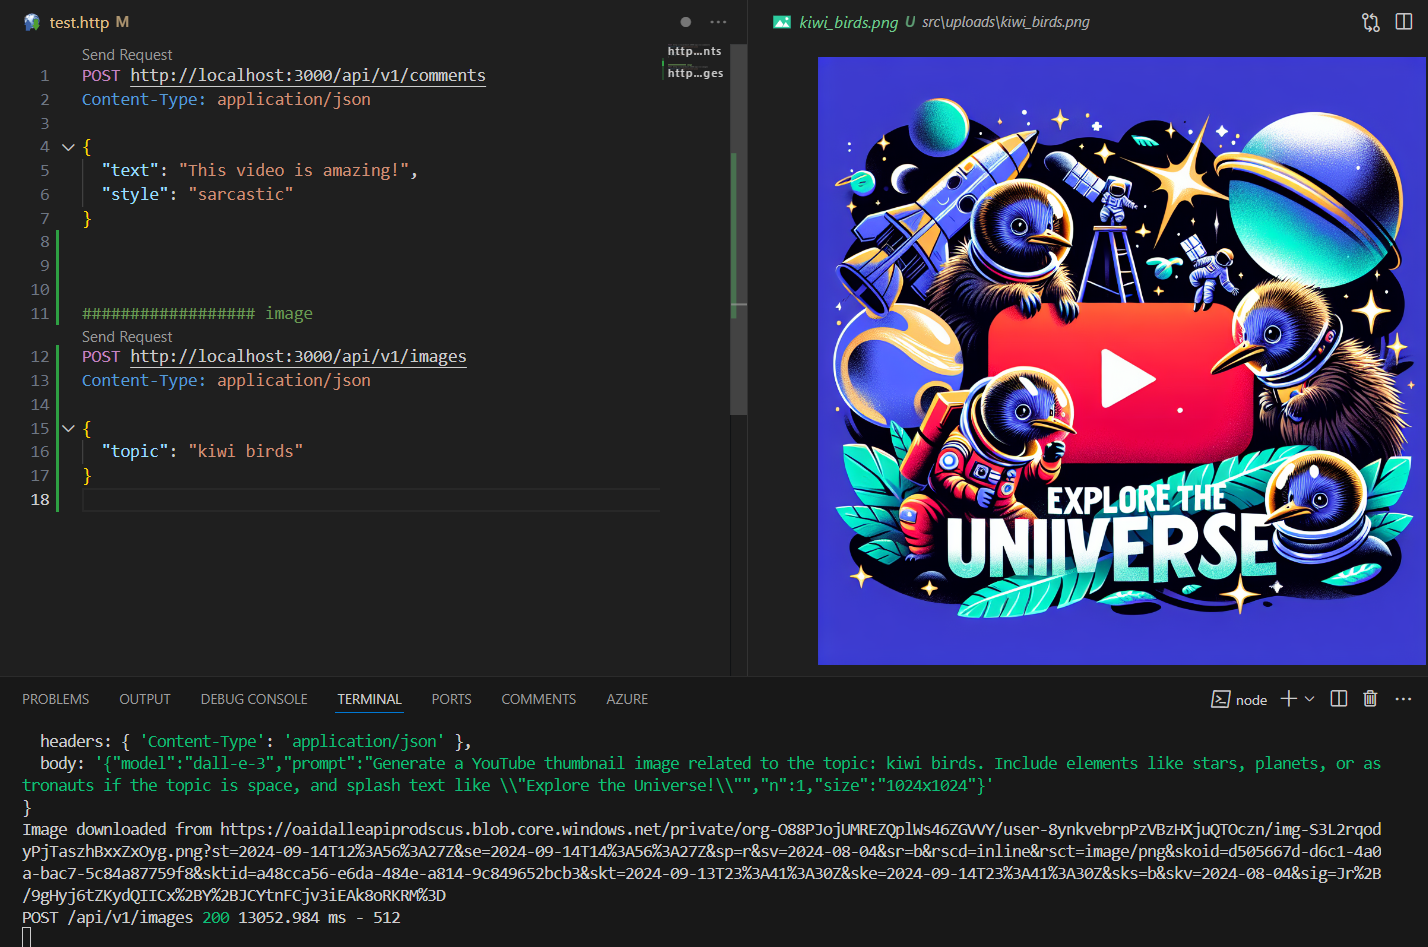 test.http M
Send Request
1 POST http://localhost:3000/api/v1/comments
2 Content-Type: application/json
3
4 {
5 "text": "This video is amazing!",
6 "style": "sarcastic"
7 }
8
9
10
11 ################## image
Send Request
12 POST http://localhost:3000/api/v1/images
13 Content-Type: application/json
14
15 {
16 "topic": "kiwi birds"
17 }
18
http...nts
http...ges
kiwi_birds.png U src\uploads\kiwi_birds.png
EXPLORE THE
UNIIVERSE
PROBLEMS OUTPUT DEBUG CONSOLE TERMINAL PORTS COMMENTS AZURE
node
headers: { 'Content-Type': 'application/json' },
body: '{"model":"dall-e-3","prompt":"Generate a YouTube thumbnail image related to the topic: kiwi birds. Include elements like stars, planets, or as
tronauts if the topic is space, and splash text like \\"Explore the Universe!\\"","n":1,"size":"1024x1024"}'
}
Image downloaded from https://oaidalleapiprodscus.blob.core.windows.net/private/org-O88PJojUMREZQplWs46ZGVVY/user-8ynkvebrpPzVBzHXjuQTOczn/img-S3L2rqod
yPjTaszhBxxZxOyg.png?st=2024-09-14T12%3A56%3A27Z&se=2024-09-14T14%3A56%3A27Z&sp=r&sv=2024-08-04&sr=b&rscd=inline&rsct=image/png&skoid=d505667d-d6c1-4a0
a-bac7-5c84a87759f8&sktid=a48cca56-e6da-484e-a814-9c849652bcb3&skt=2024-09-13T23%3A41%3A30Z&ske=2024-09-14T23%3A41%3A30Z&sks=b&skv=2024-08-04&sig=Jr%2B
/9gHyj6tZKydQIICx%2BY%2BJCYtnFCjv3iEAk8oRKRM%3D
POST /api/v1/images 200 13052.984 ms - 512